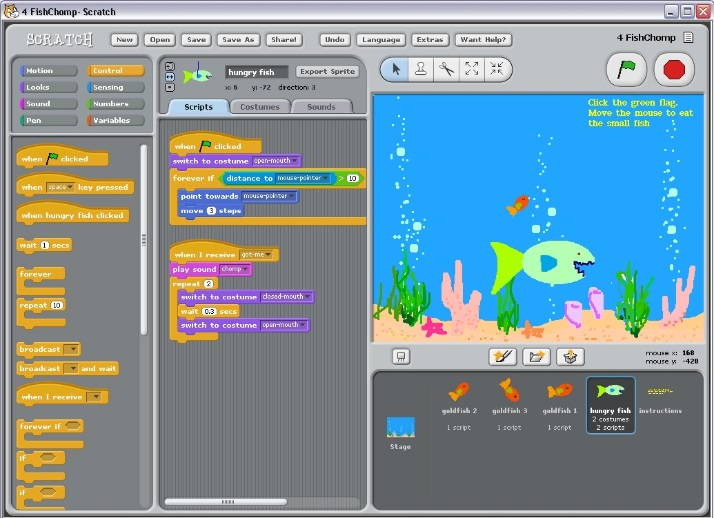 4 FishChomp- Scratch
SCRATCH
New
Open
Save
Save As
Share!
Undo
Language
Extras
Want Help?
4 FishChomp
Motion
Control
Looks
Sensing
Sound
Numbers
Pen
Variables
when clicked
when space key pressed
when hungry fish clicked
wait 1 secs
forever
repeat 10
broadcast
broadcast and wait
when I receive
forever if
if
if
hungry fish
Export Sprite
x: 6 y: -72 direction: 3
Scripts
Costumes
Sounds
when clicked
switch to costume open-mouth
forever if distance to mouse-pointer > 10
point towards mouse-pointer
move 3 steps
when I receive got-me
play sound chomp
repeat 2
switch to costume closed-mouth
wait 0.3 secs
switch to costume open-mouth
Click the green flag.
Move the mouse to eat
the small fish
mouse x: 168
mouse y: -428
Stage
goldfish 2
1 script
goldfish 3
1 script
goldfish 1
1 script
hungry fish
2 costumes
2 scripts
instructions